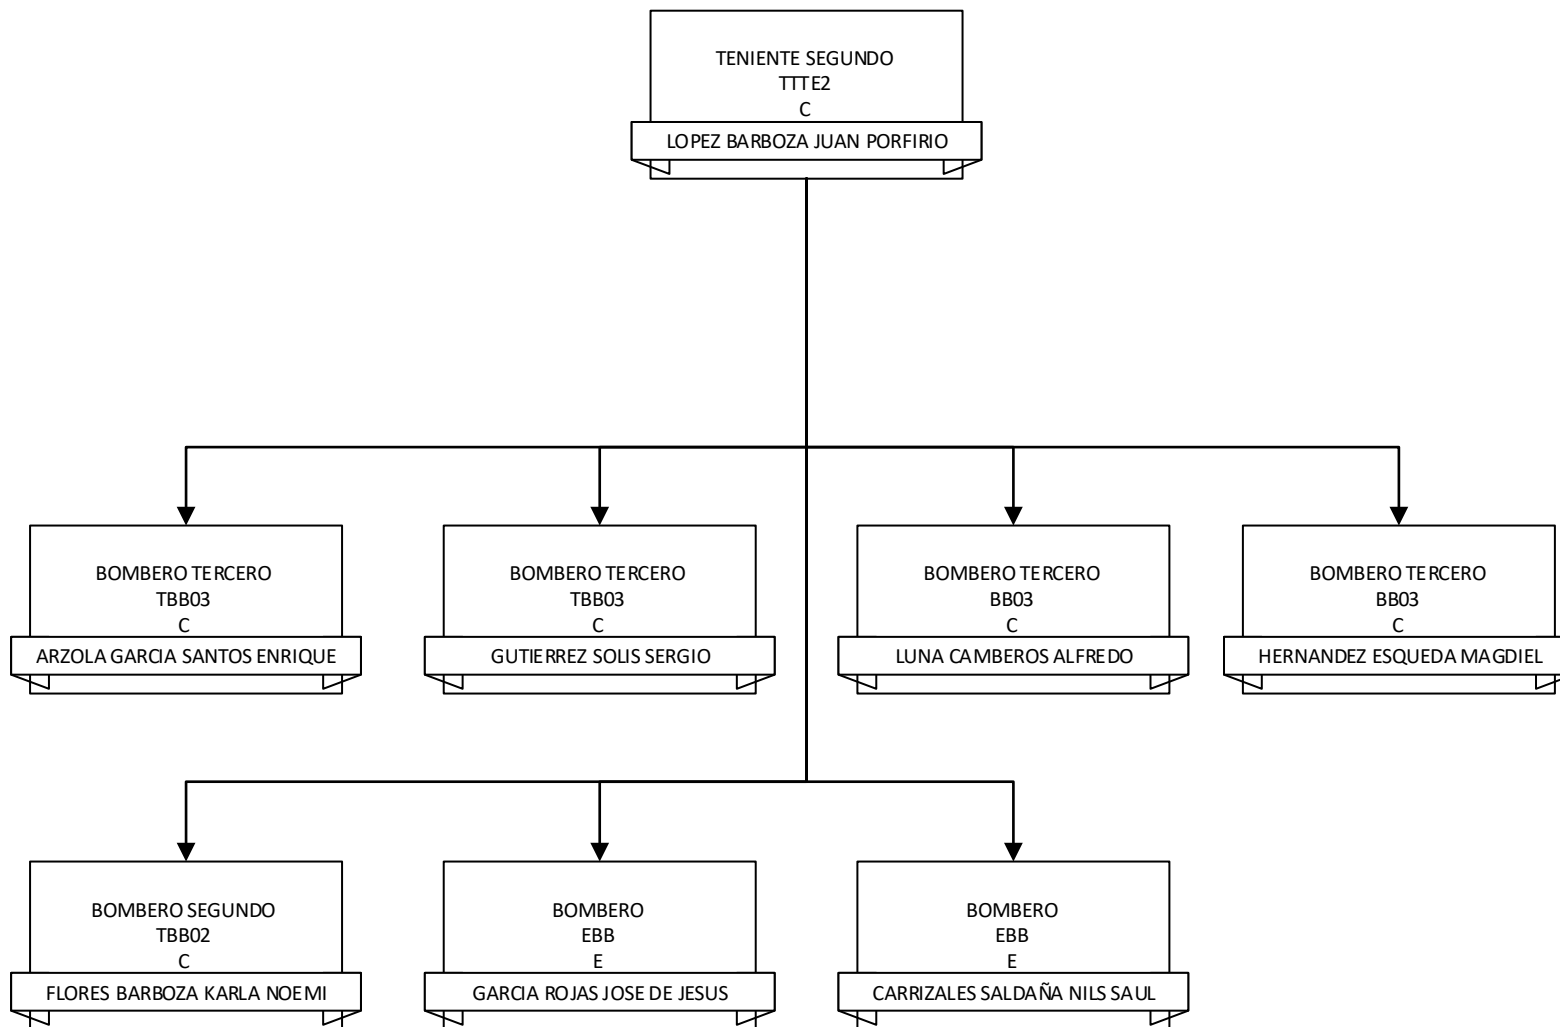 TENIENTE SEGUNDO
TTTE2
C
LOPEZ BARBOZA JUAN PORFIRIO
BOMBERO TERCERO
TBB03
C
ARZOLA GARCIA SANTOS ENRIQUE
BOMBERO TERCERO
TBB03
C
GUTIERREZ SOLIS SERGIO
BOMBERO TERCERO
BB03
C
LUNA CAMBEROS ALFREDO
BOMBERO TERCERO
BB03
C
HERNANDEZ ESQUEDA MAGDIEL
BOMBERO SEGUNDO
TBB02
C
FLORES BARBOZA KARLA NOEMI
BOMBERO
EBB
E
GARCIA ROJAS JOSE DE JESUS
BOMBERO
EBB
E
CARRIZALES SALDAÑA NILS SAUL